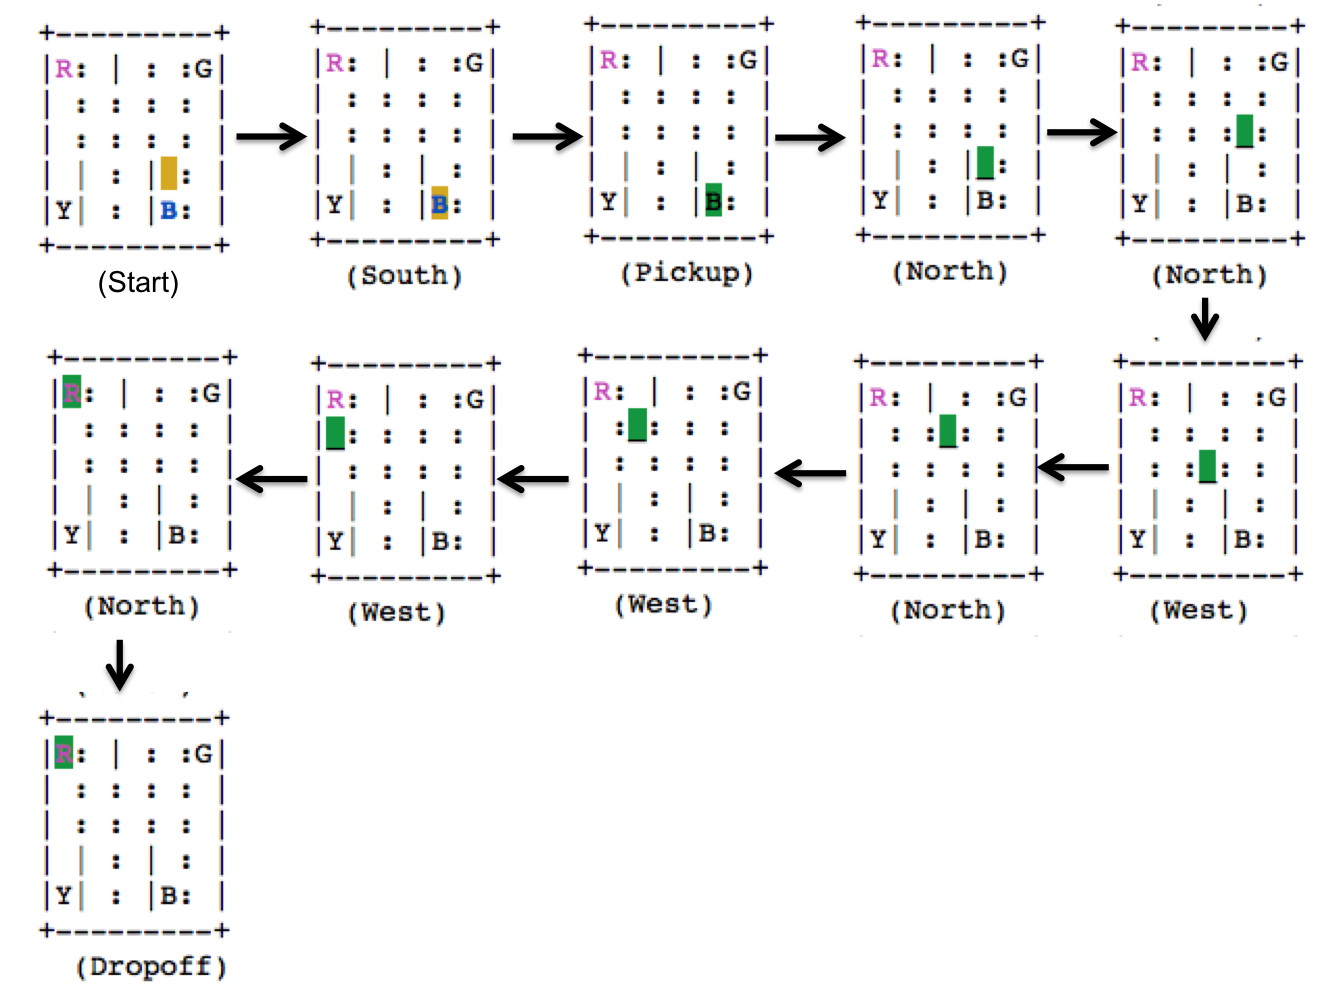 +---------+
|R: | : :G|
| : : : : |
| : : : : |
| | : | : |
|Y| : |B: |
+---------+
(Start)
+---------+
|R: | : :G|
| : : : : |
| : : : : |
| | : | : |
|Y| : |B: |
+---------+
(South)
+---------+
|R: | : :G|
| : : : : |
| : : : : |
| | : | : |
|Y| : |B: |
+---------+
(Pickup)
+---------+
|R: | : :G|
| : : : : |
| : : : : |
| | : |_: |
|Y| : |B: |
+---------+
(North)
+---------+
|R: | : :G|
| : : : : |
| : : :_: |
| | : | : |
|Y| : |B: |
+---------+
(North)
+---------+
|R: | : :G|
| : : : : |
| : :_: : |
| | : | : |
|Y| : |B: |
+---------+
(West)
+---------+
|R: | : :G|
| : :_: : |
| : : : : |
| | : | : |
|Y| : |B: |
+---------+
(North)
+---------+
|R: | : :G|
| :_: : : |
| : : : : |
| | : | : |
|Y| : |B: |
+---------+
(West)
+---------+
|R: | : :G|
|_: : : : |
| : : : : |
| | : | : |
|Y| : |B: |
+---------+
(West)
+---------+
|R: | : :G|
| : : : : |
| : : : : |
| | : | : |
|Y| : |B: |
+---------+
(North)
+---------+
|R: | : :G|
| : : : : |
| : : : : |
| | : | : |
|Y| : |B: |
+---------+
(Dropoff)